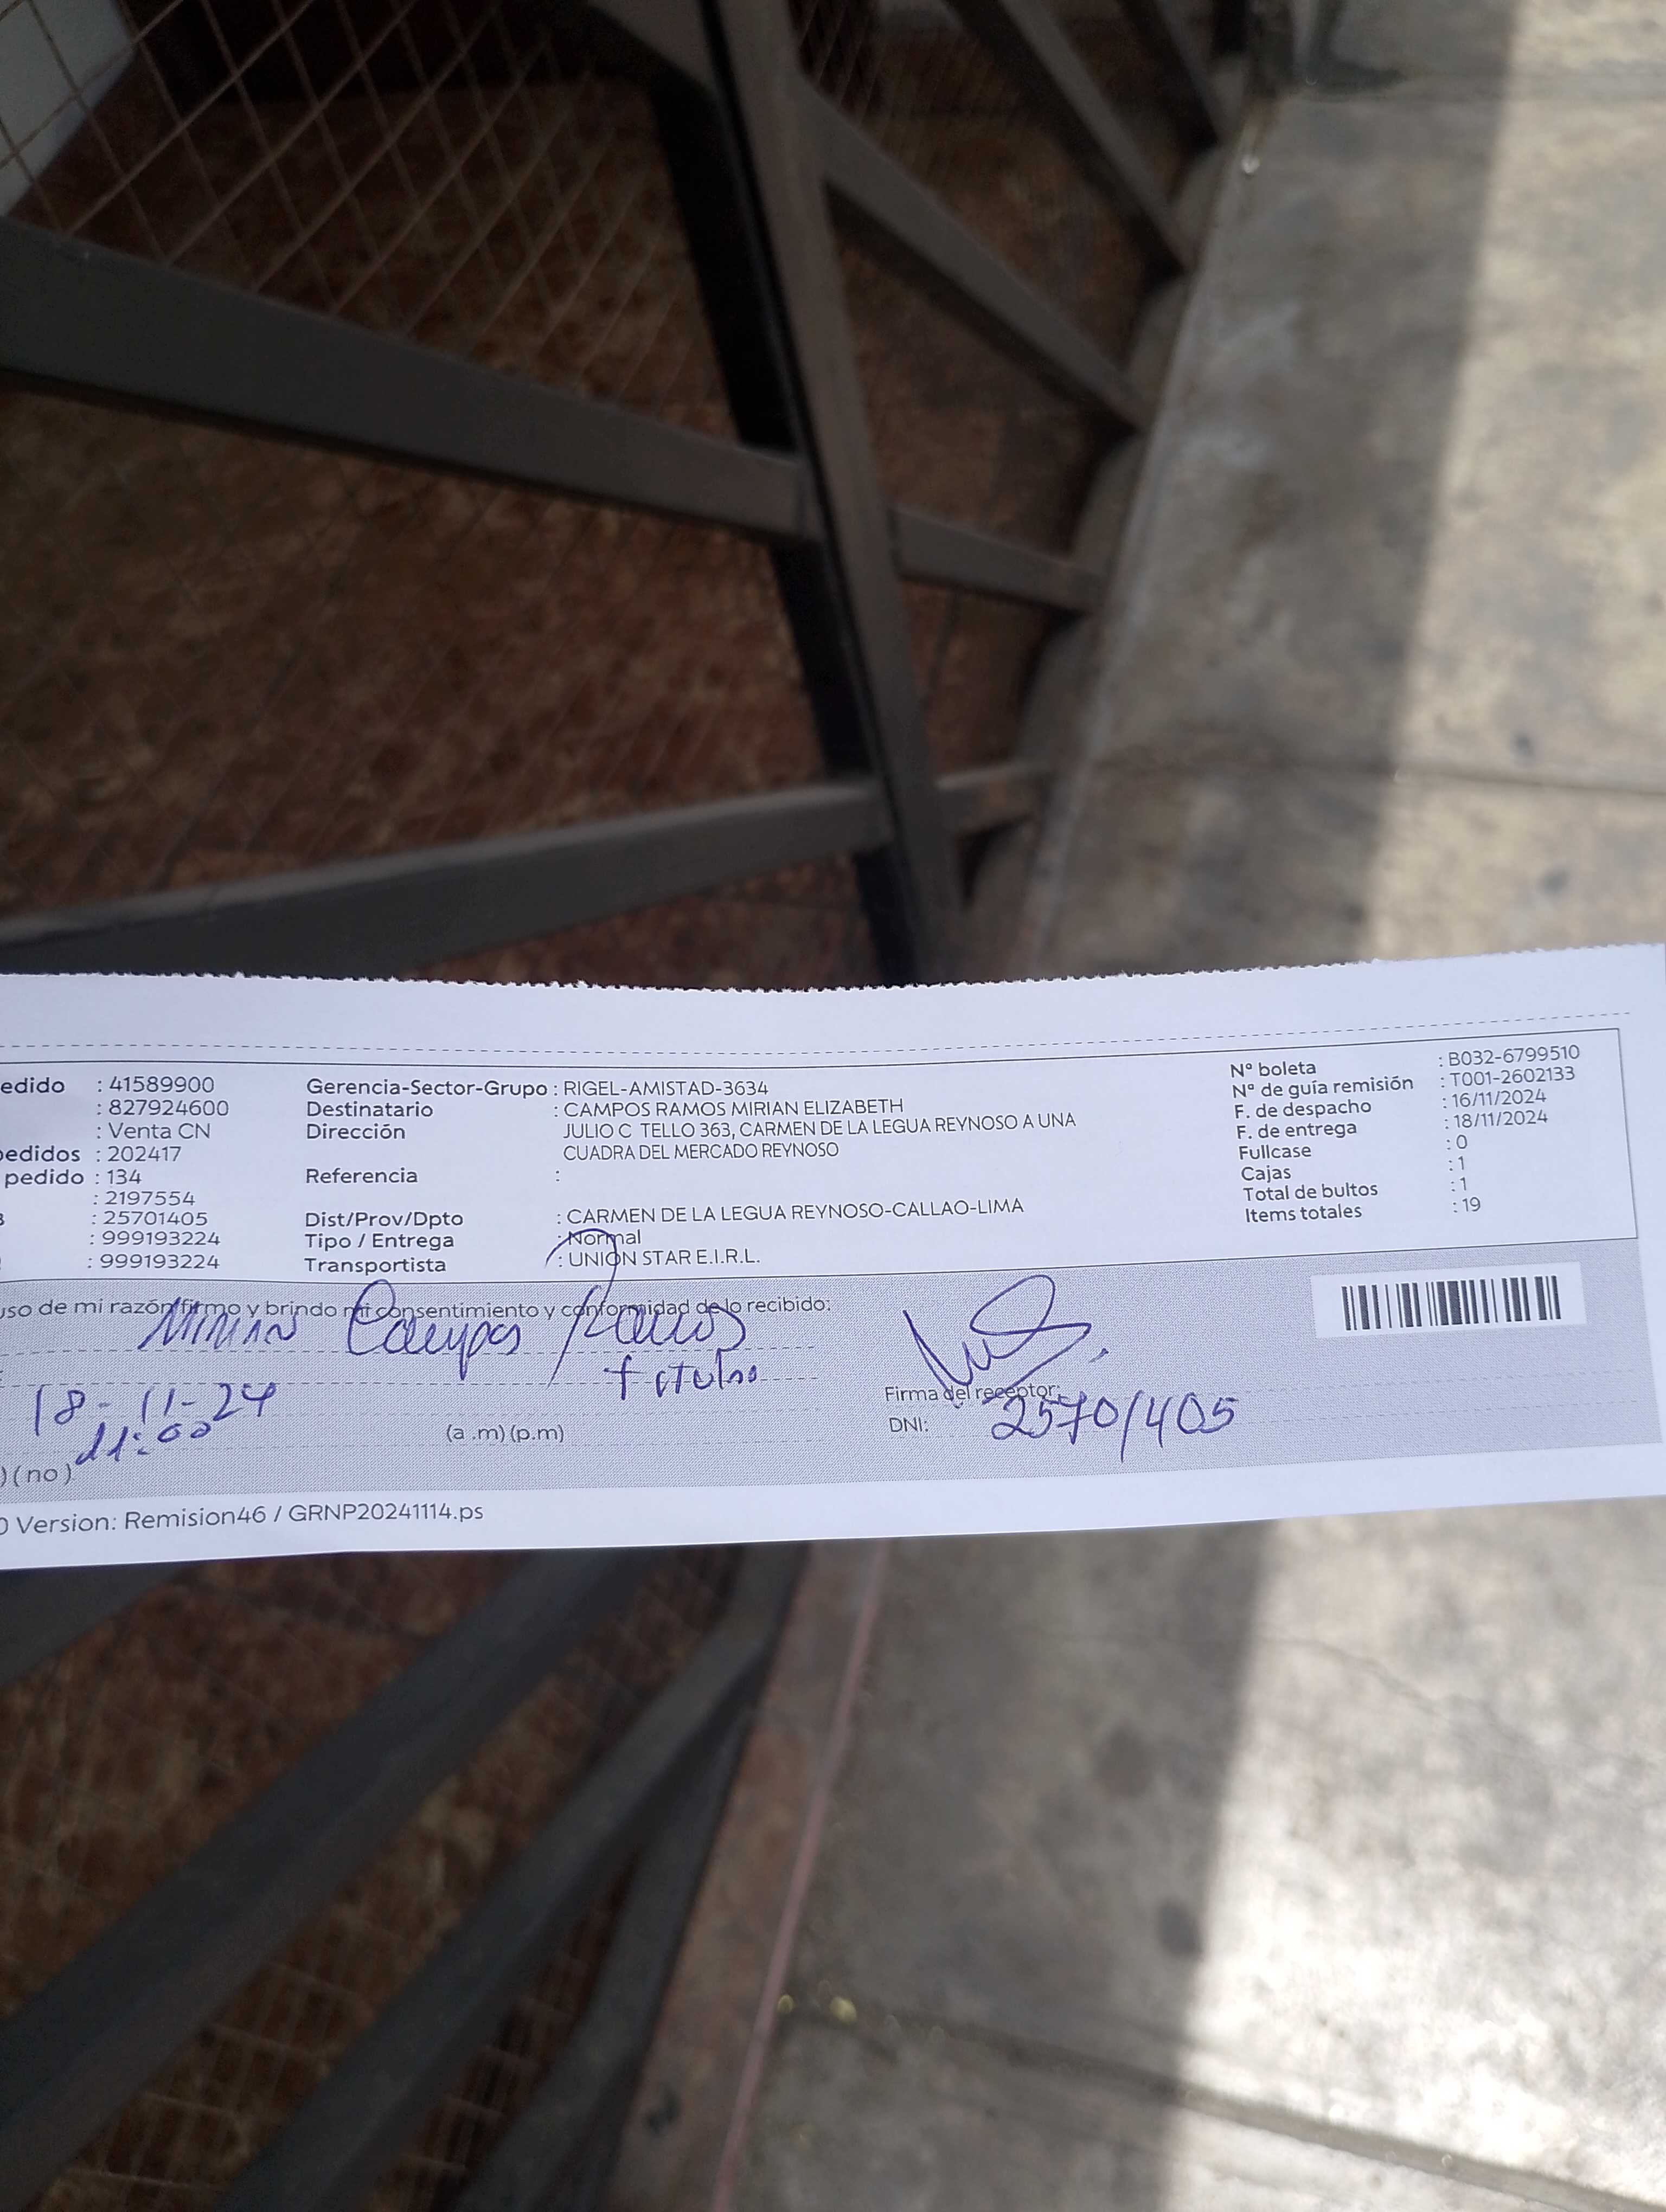 edido : 41589900
: 827924600
: Venta CN
pedidos : 202417
pedido : 134
: 2197554
: 25701405
: 999193224
: 999193224
Gerencia-Sector-Grupo : RIGEL-AMISTAD-3634
Destinatario : CAMPOS RAMOS MIRIAN ELIZABETH
Dirección JULIO C TELLO 363, CARMEN DE LA LEGUA REYNOSO A UNA
CUADRA DEL MERCADO REYNOSO
Referencia :
Dist/Prov/Dpto : CARMEN DE LA LEGUA REYNOSO-CALLAO-LIMA
Tipo / Entrega : Normal
Transportista : UNION STAR E.I.R.L.
Nº boleta : B032-6799510
Nº de guía remisión : T001-2602133
F. de despacho : 16/11/2024
F. de entrega : 18/11/2024
Fullcase : 0
Cajas : 1
Total de bultos : 1
Items totales : 19
uso de mi razón firmo y brindo mi consentimiento y conformidad de lo recibido:
Mirian Campos Ramos
titular
18-11-24
11:00
(a .m) (p.m)
Firma del receptor:
DNI: 25701405
) ( no )
0 Version: Remision46 / GRNP20241114.ps